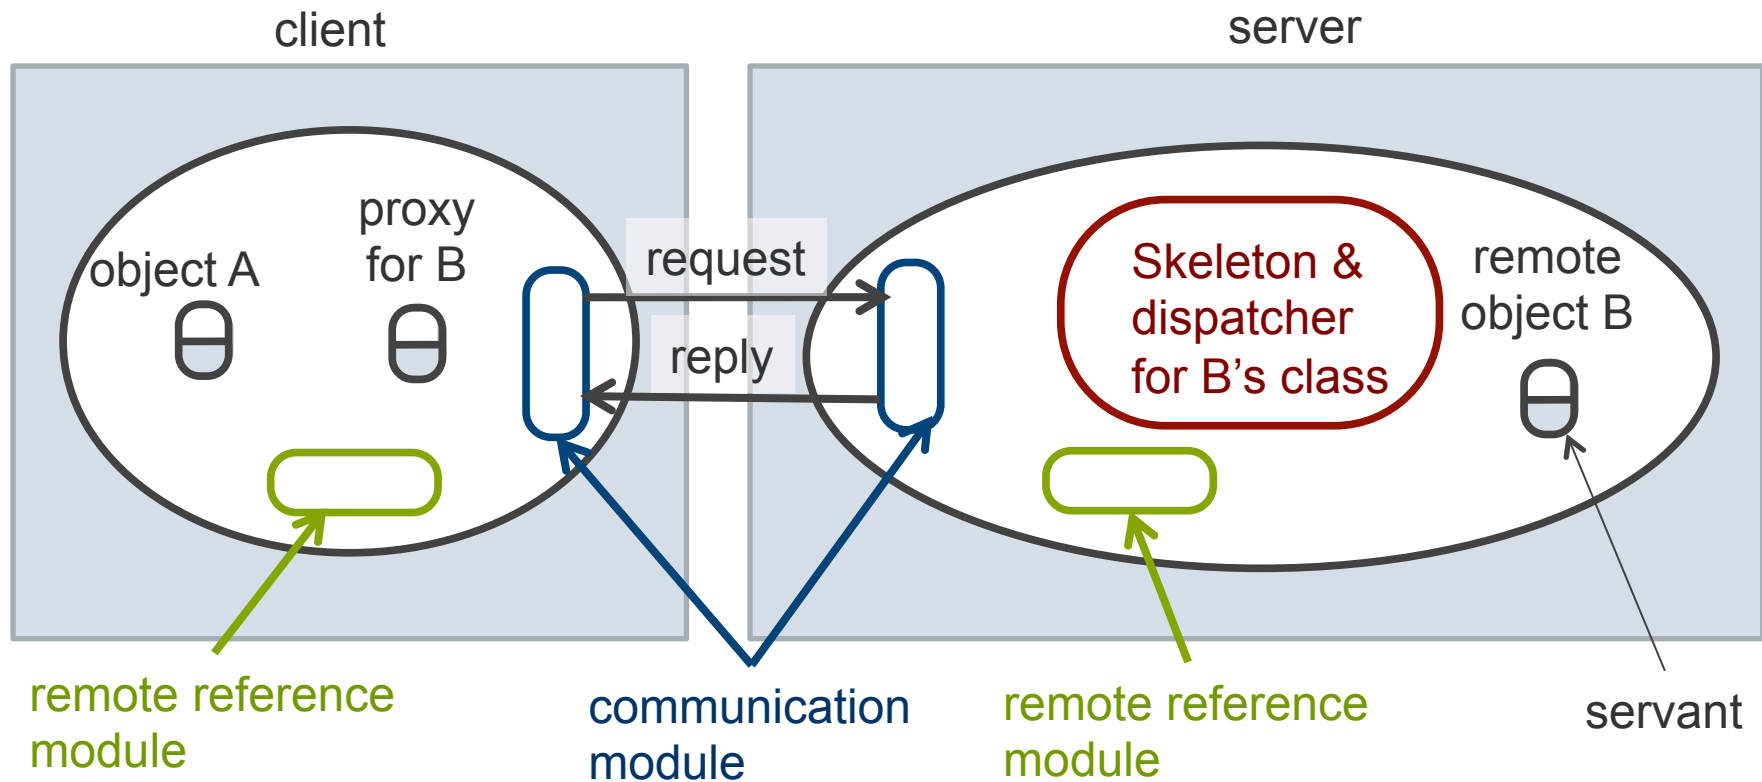 client
server
object A
proxy
for B
request
reply
Skeleton &
dispatcher
for B’s class
remote
object B
remote reference
module
communication
module
remote reference
module
servant